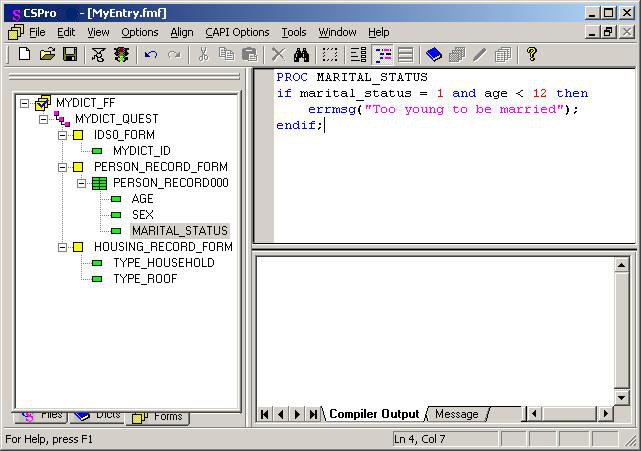 CSPro - [MyEntry.fmf]
File Edit View Options Align CAPI Options Tools Window Help
MYDICT_FF
MYDICT_QUEST
IDS0_FORM
MYDICT_ID
PERSON_RECORD_FORM
PERSON_RECORD000
AGE
SEX
MARITAL_STATUS
HOUSING_RECORD_FORM
TYPE_HOUSEHOLD
TYPE_ROOF
Files Dicts Forms
PROC MARITAL_STATUS
if marital_status = 1 and age < 12 then
errmsg("Too young to be married");
endif;
Compiler Output Message
For Help, press F1
Ln 4, Col 7